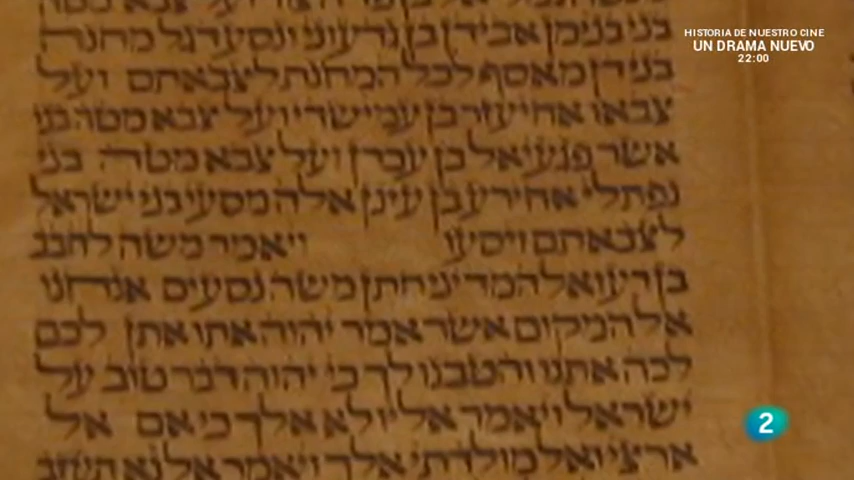 HISTORIA DE NUESTRO CINE
UN DRAMA NUEVO
22:00
בני בנימן אבידן בן גדעוני ונסע דגל מחנה
בני דן מאסף לכל המחנת לצבאתם ועל
צבאו אחיעזר בן עמישדי ועל צבא מטה בני
אשר פגעיאל בן עכרן ועל צבא מטה בני
נפתלי אחירע בן עינן אלה מסעי בני ישראל
לצבאתם ויסעו ויאמר משה לחבב
בן רעואל המדיני חתן משה נסעים אנחנו
אל המקום אשר אמר יהוה אתו אתן לכם
לכה אתנו והטבנו לך כי יהוה דבר טוב על
ישראל ויאמר אליו לא אלך כי אם אל
ארצי ואל מולדתי אלך ויאמר אל נא תעזב
2